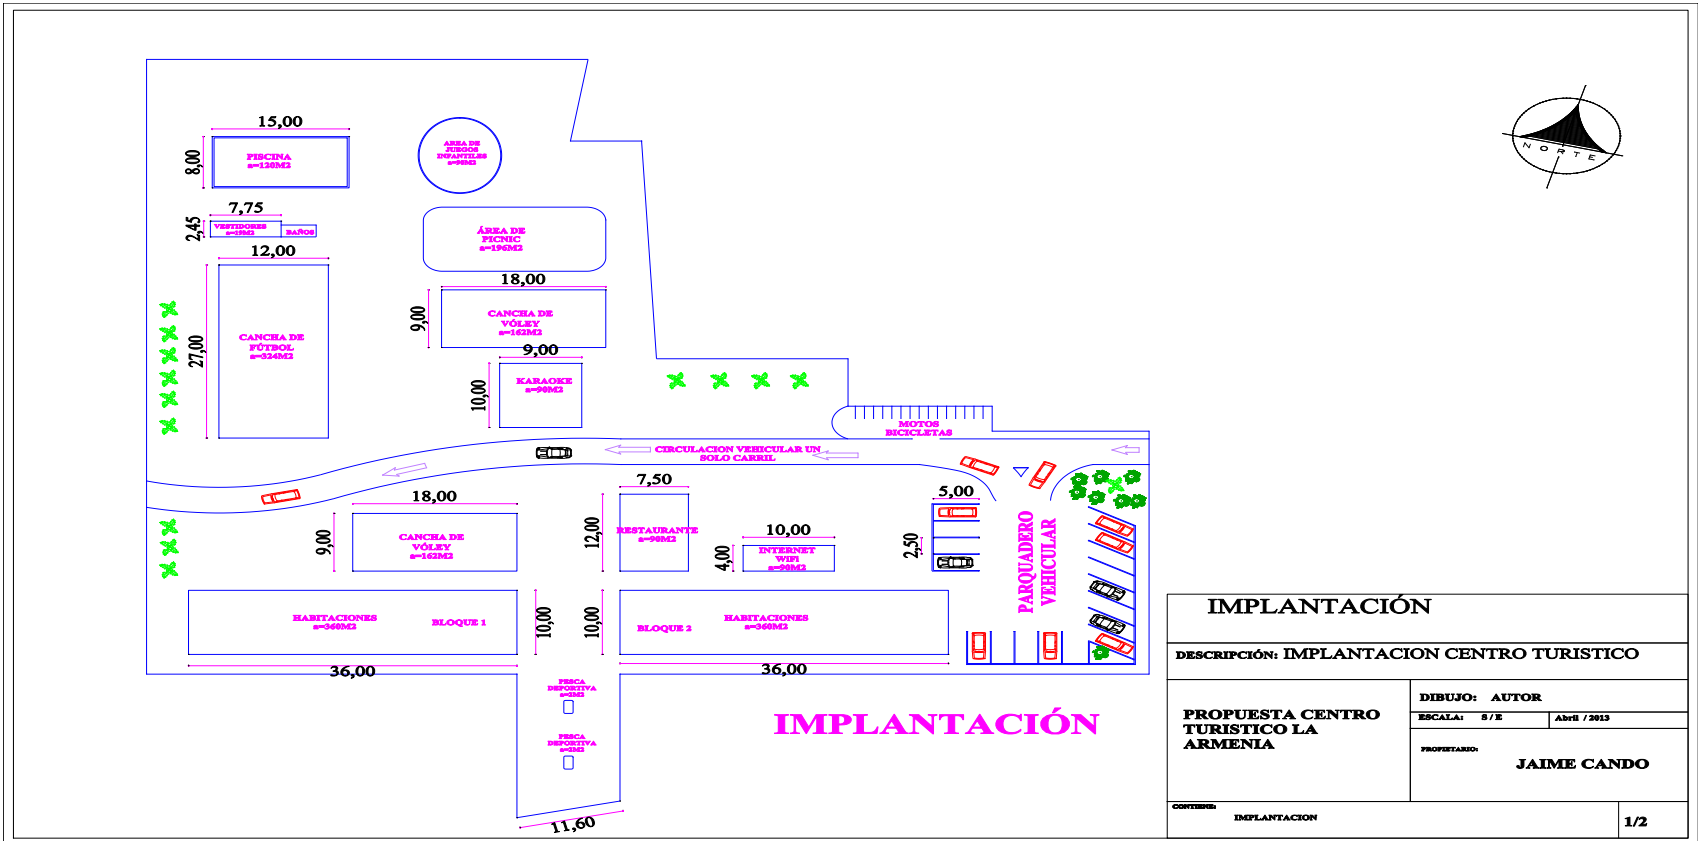 15,00
8,00
PISCINA
a=120M2
AREA DE
JUEGOS
INFANTILES
NORTE
7,75
2,45
VESTIDORES
BAÑOS
ÁREA DE
PICNIC
a=196M2
12,00
27,00
CANCHA DE
FÚTBOL
a=324M2
18,00
9,00
CANCHA DE
VÓLEY
a=162M2
9,00
10,00
KARAOKE
a=90M2
MOTOS
BICICLETAS
CIRCULACION VEHICULAR UN
SOLO CARRIL
18,00
9,00
CANCHA DE
VÓLEY
a=162M2
7,50
12,00
RESTAURANTE
a=90M2
10,00
4,00
INTERNET
WIFI
a=90M2
5,00
2,50
PARQUADERO
VEHICULAR
HABITACIONES
a=360M2
BLOQUE 1
10,00
36,00
10,00
HABITACIONES
a=360M2
BLOQUE 2
36,00
PESCA
DEPORTIVA
a=2M2
PESCA
DEPORTIVA
a=2M2
11,60
IMPLANTACIÓN
IMPLANTACIÓN
DESCRIPCIÓN: IMPLANTACION CENTRO TURISTICO
PROPUESTA CENTRO
TURISTICO LA
ARMENIA
DIBUJO: AUTOR
ESCALA: S / E Abril / 2013
PROPIETARIO:
JAIME CANDO
CONTIENE:
IMPLANTACION
1/2